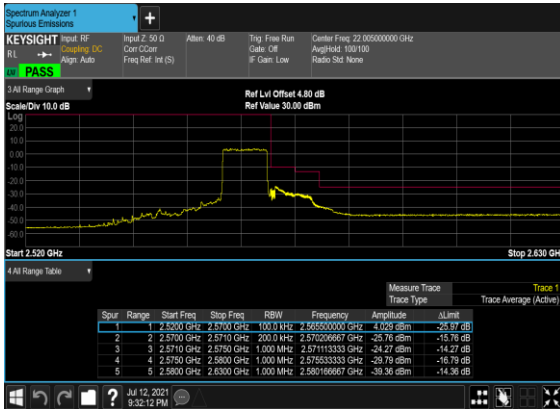 Spectrum Analyzer 1
Spurious Emissions
+
KEYSIGHT
RL
LXI PASS
Input: RF
Coupling: DC
Align: Auto
Input Z: 50 Ω
Corr CCorr
Freq Ref: Int (S)
Atten: 40 dB
Trig: Free Run
Gate: Off
IF Gain: Low
Center Freq: 22.005000000 GHz
Avg|Hold: 100/100
Radio Std: None
3 All Range Graph
Scale/Div 10.0 dB
Ref Lvl Offset 4.80 dB
Ref Value 30.00 dBm
Log
20.0
10.0
0.00
-10.0
-20.0
-30.0
-40.0
-50.0
-60.0
Start 2.520 GHz
Stop 2.630 GH
4 All Range Table
Measure Trace Trace 1
Trace Type Trace Average (Active)
Spur Range Start Freq Stop Freq RBW Frequency Amplitude ΔLimit
1 1 2.5200 GHz 2.5700 GHz 100.0 kHz 2.565500000 GHz 4.029 dBm -25.97 dB
2 2 2.5700 GHz 2.5710 GHz 200.0 kHz 2.570206667 GHz -25.76 dBm -15.76 dB
3 3 2.5710 GHz 2.5750 GHz 1.000 MHz 2.571113333 GHz -24.27 dBm -14.27 dB
4 4 2.5750 GHz 2.5800 GHz 1.000 MHz 2.575533333 GHz -29.79 dBm -16.79 dB
5 5 2.5800 GHz 2.6300 GHz 1.000 MHz 2.580166667 GHz -39.36 dBm -14.36 dB
?
Jul 12, 2021
9:32:12 PM